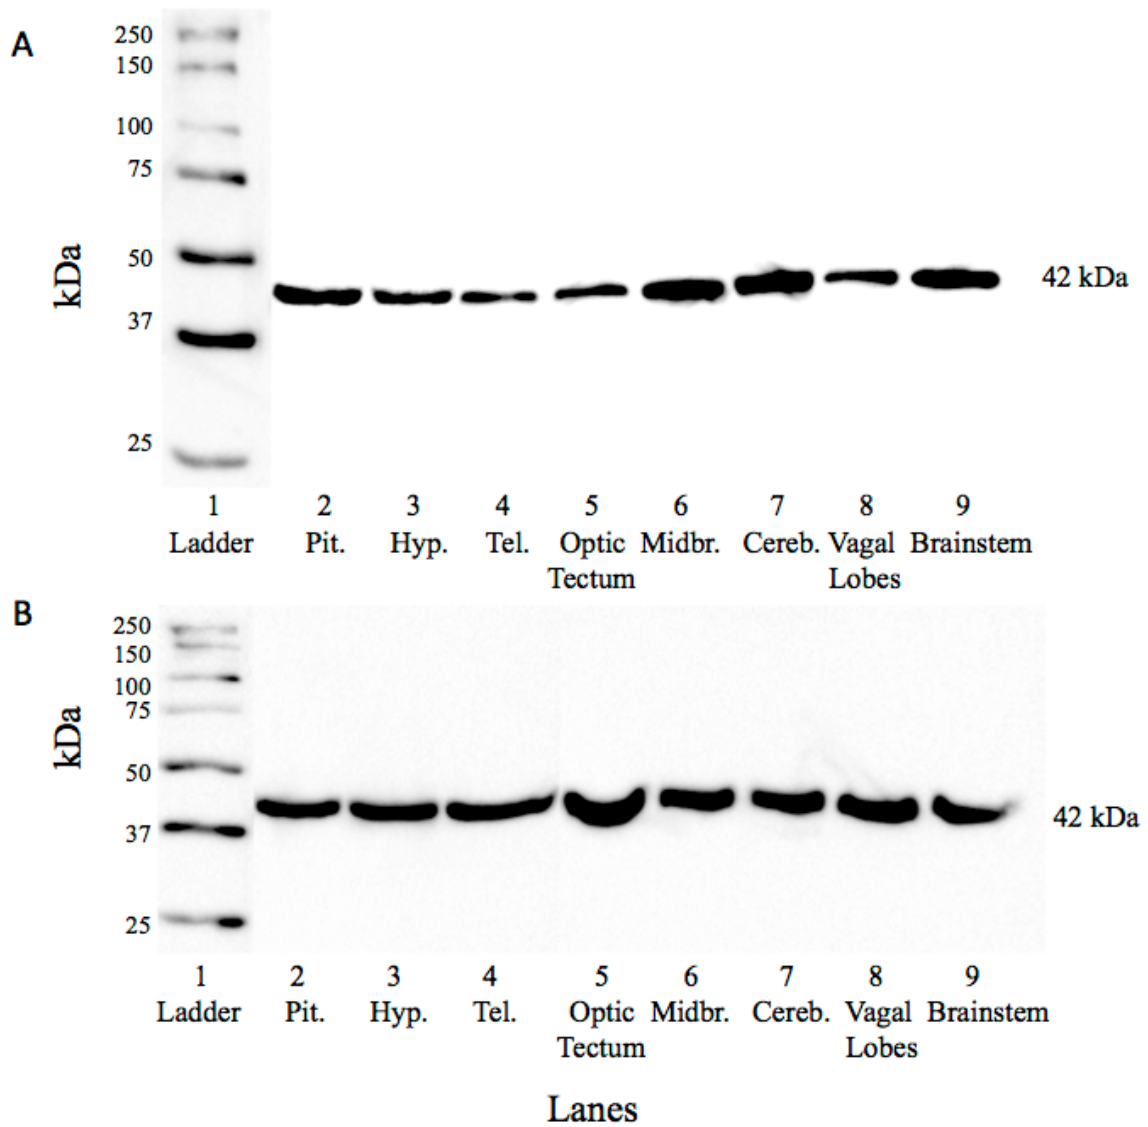 A
250
150
100
75
50
37
25
kDa
42 kDa
1 2 3 4 5 6 7 8 9
Ladder Pit. Hyp. Tel. Optic Midbr. Cereb. Vagal Brainstem
Tectum Lobes
B
250
150
100
75
50
37
25
kDa
42 kDa
1 2 3 4 5 6 7 8 9
Ladder Pit. Hyp. Tel. Optic Midbr. Cereb. Vagal Brainstem
Tectum Lobes
Lanes